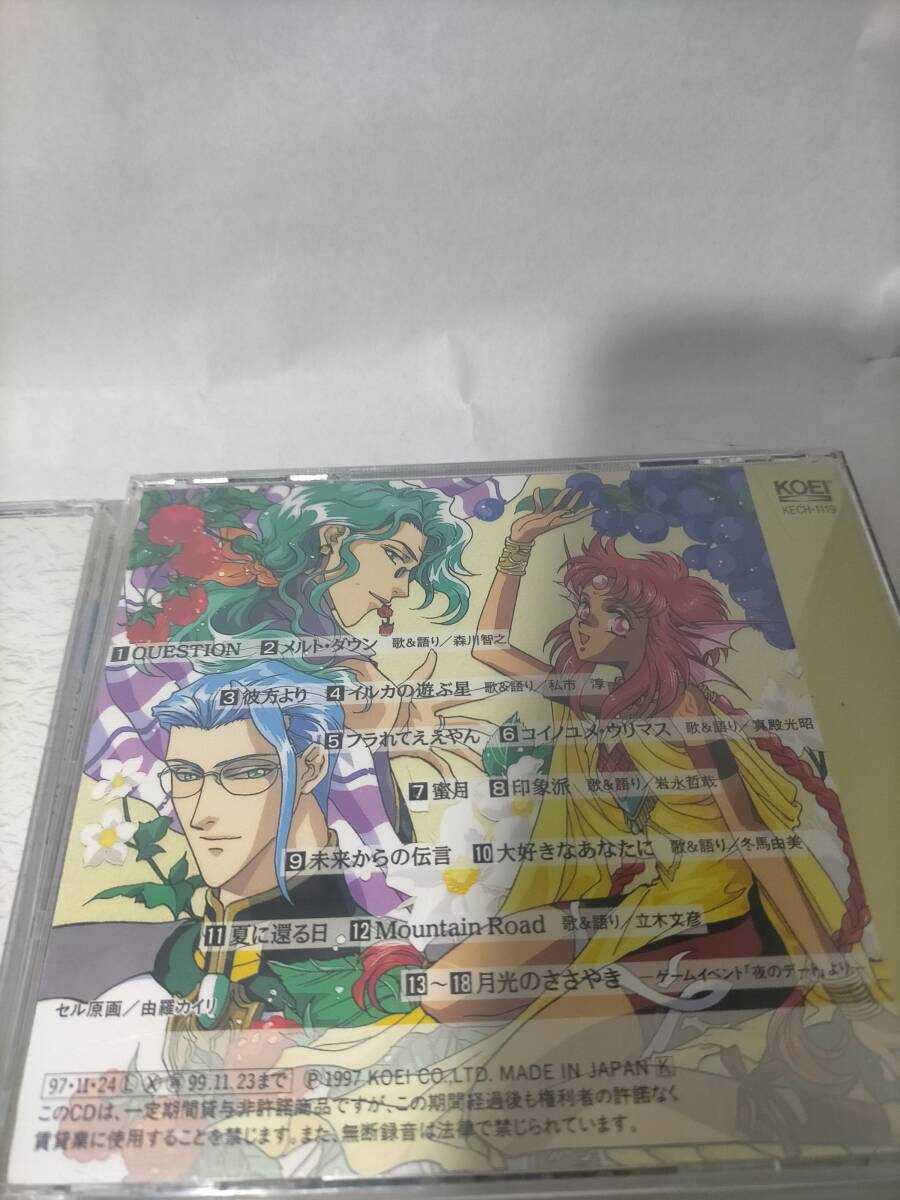 KOEI
KECH-1119
1 QUESTION 2 メルト・ダウン 歌&語り/森川智之
3 彼方より 4 イルカの遊ぶ星 歌&語り/私市 淳
5 フラれてええやん 6 コイノユメ・ウリマス 歌&語り/真殿光昭
7 蜜月 8 印象派 歌&語り/岩永哲哉
9 未来からの伝言 10 大好きなあなたに 歌&語り/冬馬由美
11 夏に還る日 12 Mountain Road 歌&語り/立木文彦
13～18 月光のささやき ―ゲームイベント「夜のデート」より
セル原画/由羅カイリ
97・11・24 L X 99.11.23まで Ⓟ1997 KOEI CO.,LTD. MADE IN JAPAN K
このCDは、一定期間貸与非許諾商品ですが、この期間経過後も権利者の許諾なく
賃貸業に使用することを禁じます。また、無断録音は法律で禁じられています。